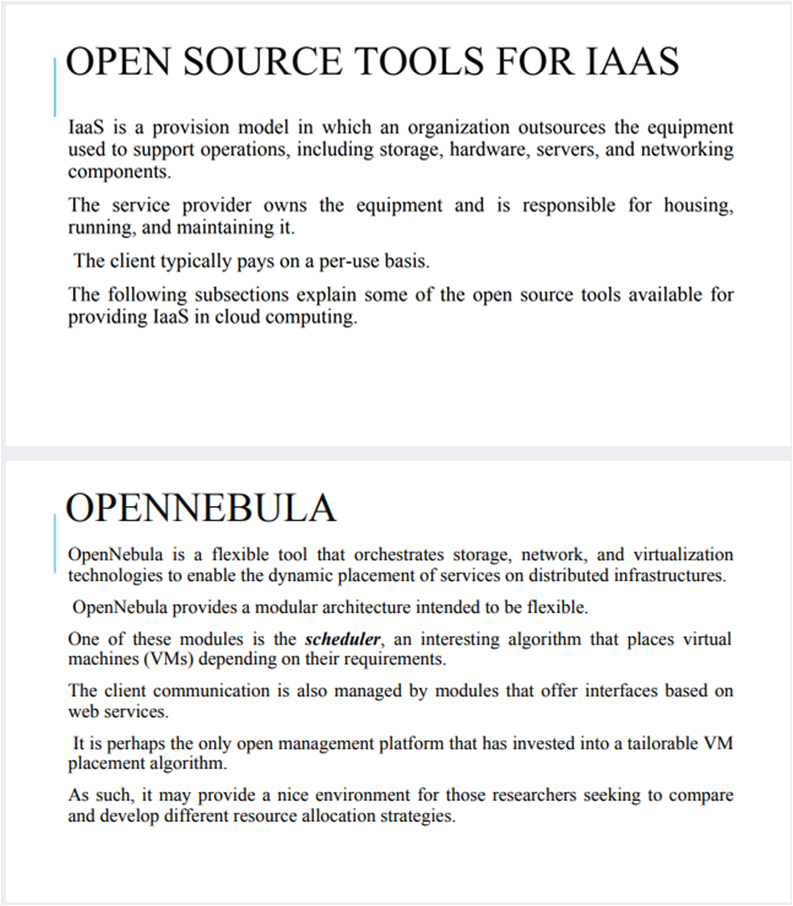 OPEN SOURCE TOOLS FOR IAAS
IaaS is a provision model in which an organization outsources the equipment
used to support operations, including storage, hardware, servers, and networking
components.
The service provider owns the equipment and is responsible for housing,
running, and maintaining it.
The client typically pays on a per-use basis.
The following subsections explain some of the open source tools available for
providing IaaS in cloud computing.
OPENNEBULA
OpenNebula is a flexible tool that orchestrates storage, network, and virtualization
technologies to enable the dynamic placement of services on distributed infrastructures.
OpenNebula provides a modular architecture intended to be flexible.
One of these modules is the scheduler, an interesting algorithm that places virtual
machines (VMs) depending on their requirements.
The client communication is also managed by modules that offer interfaces based on
web services.
It is perhaps the only open management platform that has invested into a tailorable VM
placement algorithm.
As such, it may provide a nice environment for those researchers seeking to compare
and develop different resource allocation strategies.